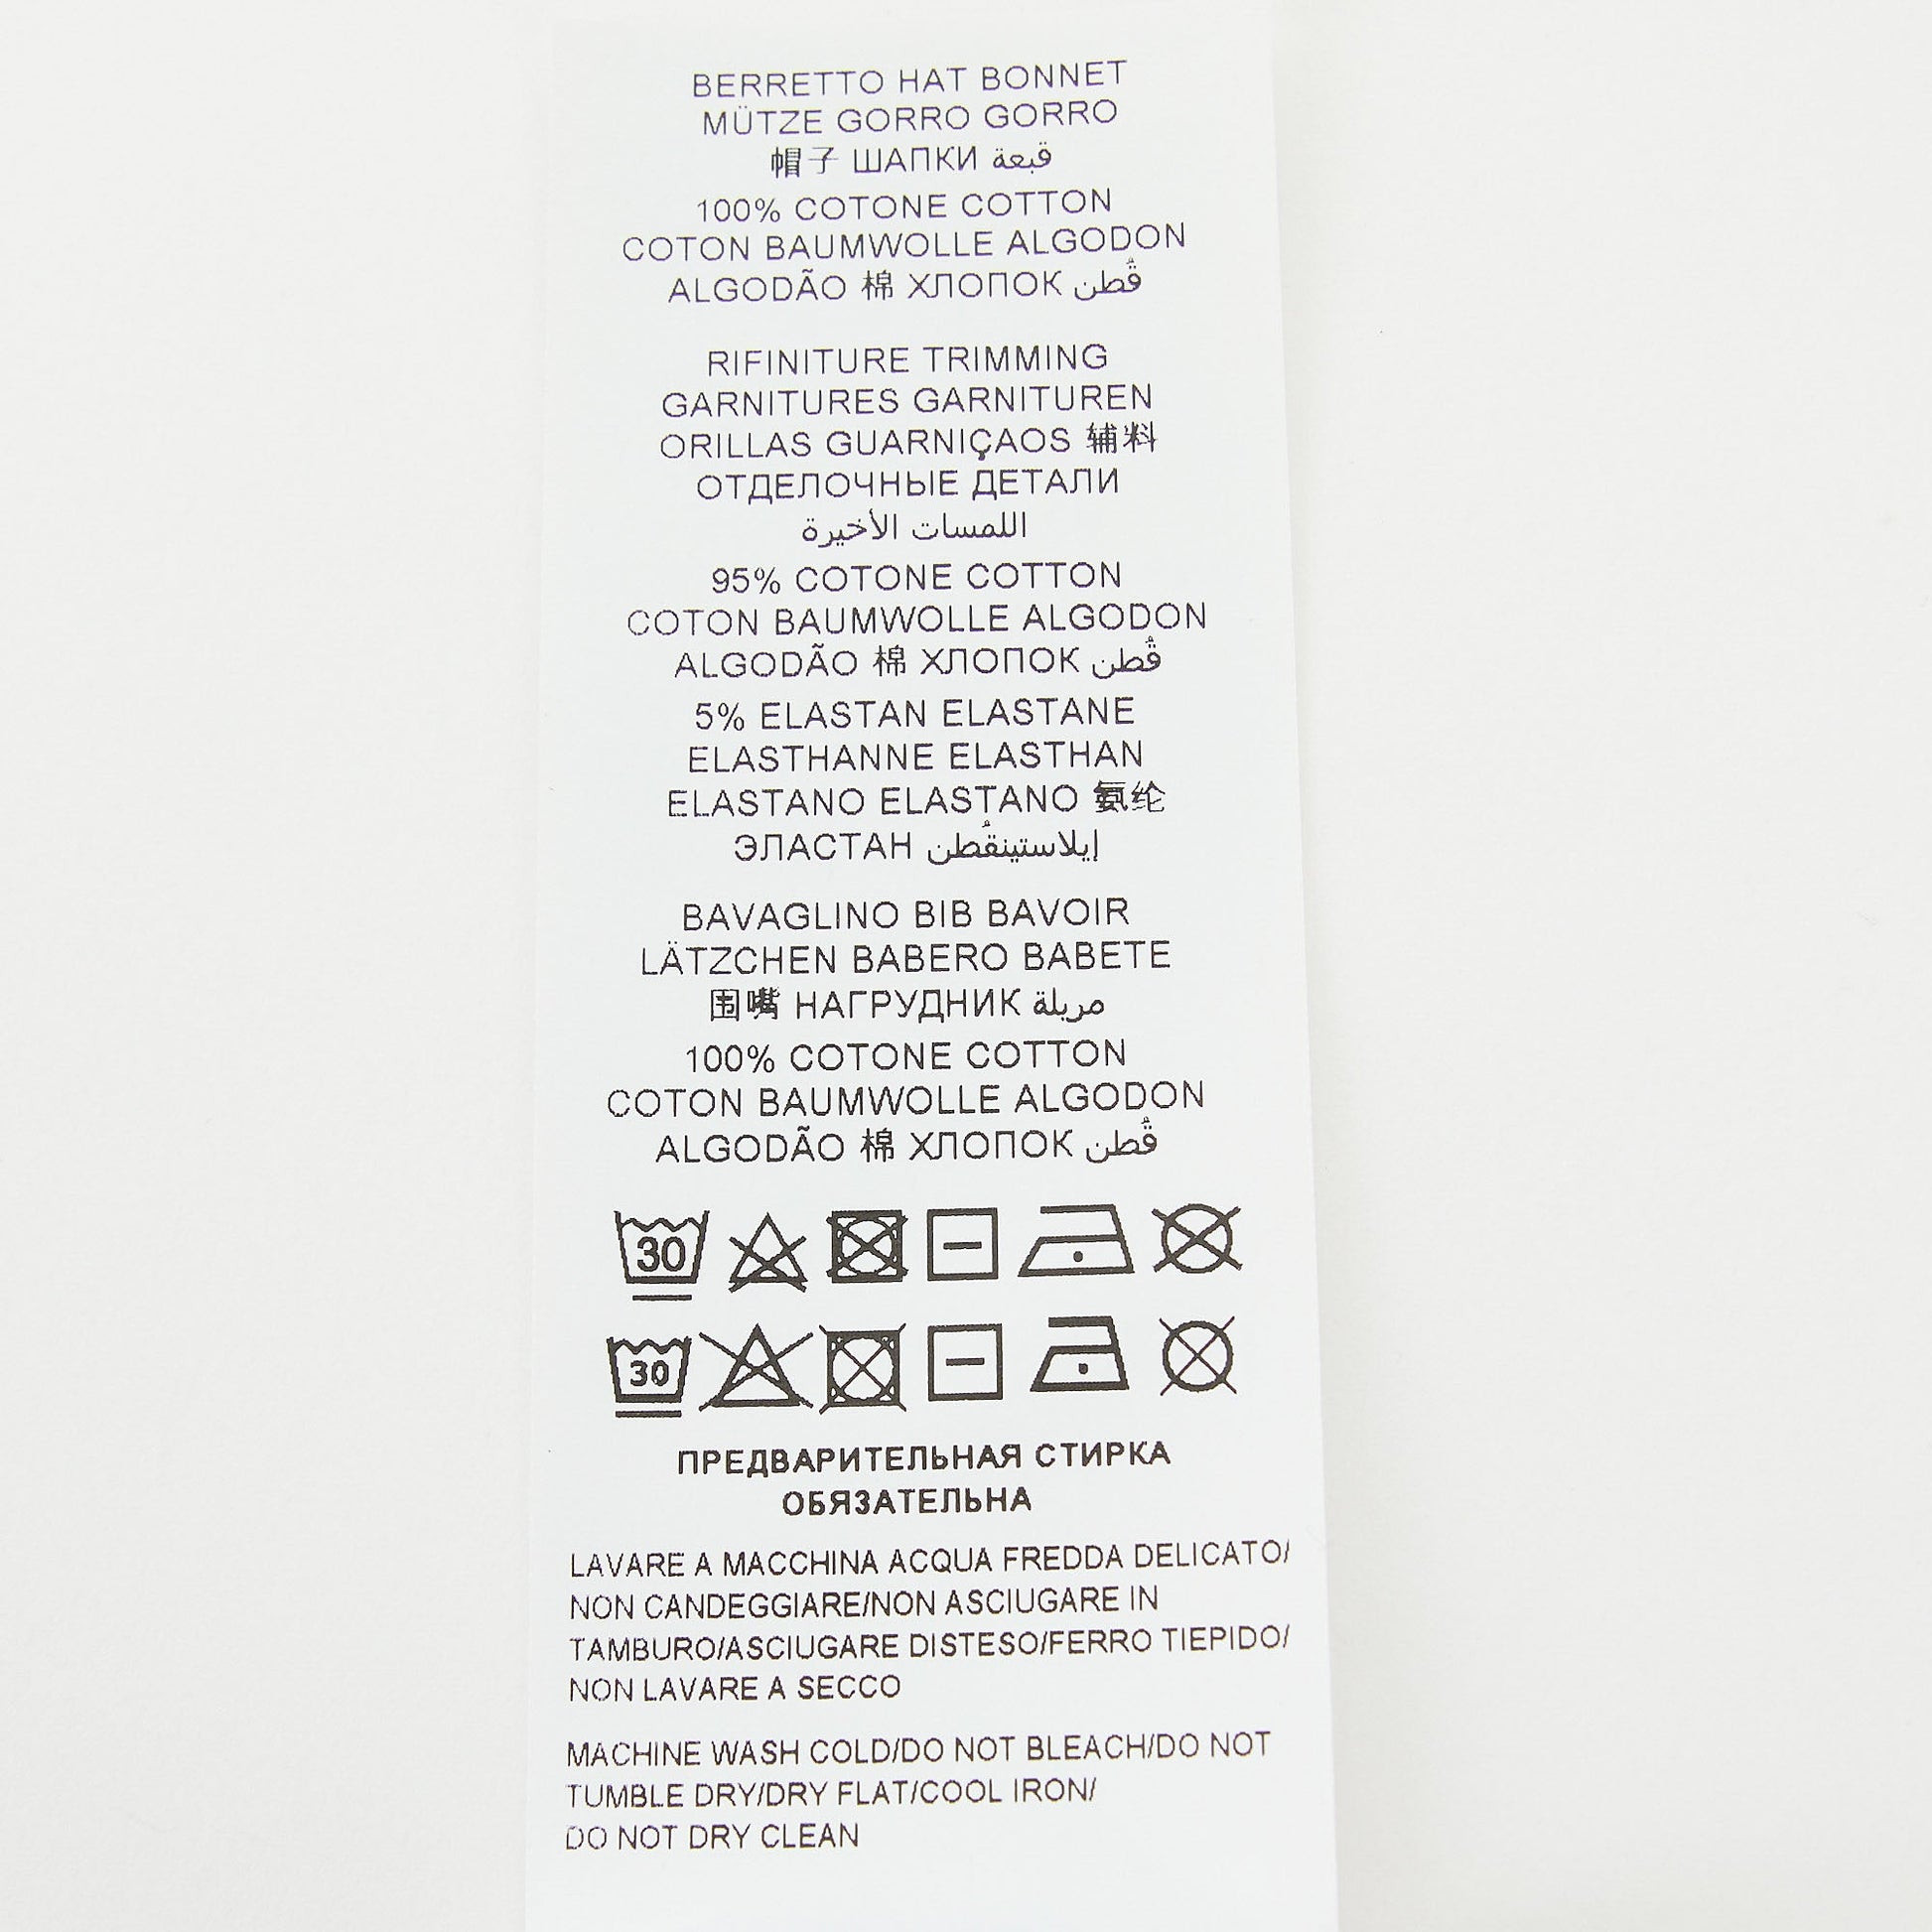 BERRETTO HAT BONNET
MÜTZE GORRO GORRO
帽子 ШАПКИ قبعة
100% COTONE COTTON
COTON BAUMWOLLE ALGODON
ALGODÃO 棉 ХЛОПОК قُطن
RIFINITURE TRIMMING
GARNITURES GARNITUREN
ORILLAS GUARNIÇAOS 辅料
ОТДЕЛОЧНЫЕ ДЕТАЛИ
اللمسات الأخيرة
95% COTONE COTTON
COTON BAUMWOLLE ALGODON
ALGODÃO 棉 ХЛОПОК قُطن
5% ELASTAN ELASTANE
ELASTHANNE ELASTHAN
ELASTANO ELASTANO 氨纶
ЭЛАСТАН إيلاستينقُطن
BAVAGLINO BIB BAVOIR
LÄTZCHEN BABERO BABETE
围嘴 НАГРУДНИК مريلة
100% COTONE COTTON
COTON BAUMWOLLE ALGODON
ALGODÃO 棉 ХЛОПОК قُطن
30
30
ПРЕДВАРИТЕЛЬНАЯ СТИРКА
ОБЯЗАТЕЛЬНА
LAVARE A MACCHINA ACQUA FREDDA DELICATO/
NON CANDEGGIARE/NON ASCIUGARE IN
TAMBURO/ASCIUGARE DISTESO/FERRO TIEPIDO/
NON LAVARE A SECCO
MACHINE WASH COLD/DO NOT BLEACH/DO NOT
TUMBLE DRY/DRY FLAT/COOL IRON/
DO NOT DRY CLEAN